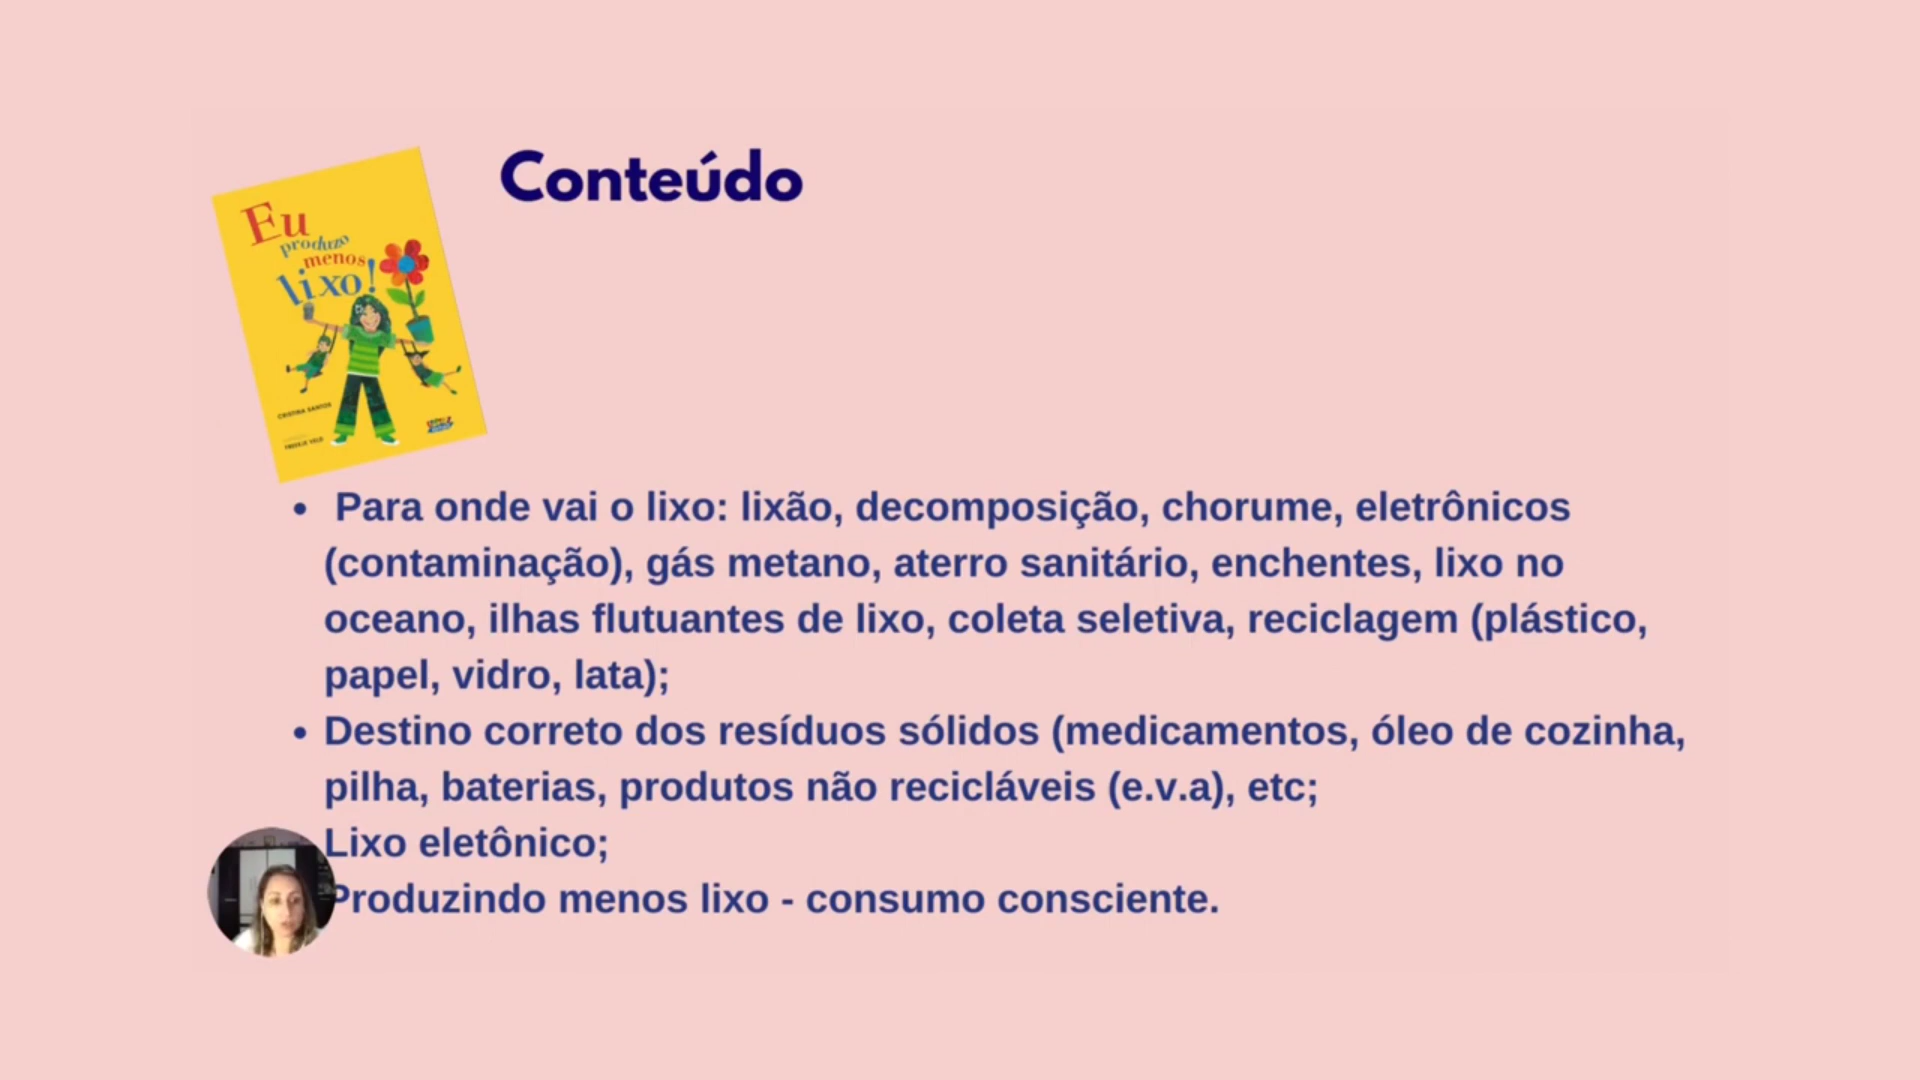 Conteúdo
Eu
produzo
menos
lixo!
CRISTINA SANTOS
• Para onde vai o lixo: lixão, decomposição, chorume, eletrônicos
(contaminação), gás metano, aterro sanitário, enchentes, lixo no
oceano, ilhas flutuantes de lixo, coleta seletiva, reciclagem (plástico,
papel, vidro, lata);
• Destino correto dos resíduos sólidos (medicamentos, óleo de cozinha,
pilha, baterias, produtos não recicláveis (e.v.a), etc;
Lixo eletônico;
Produzindo menos lixo - consumo consciente.